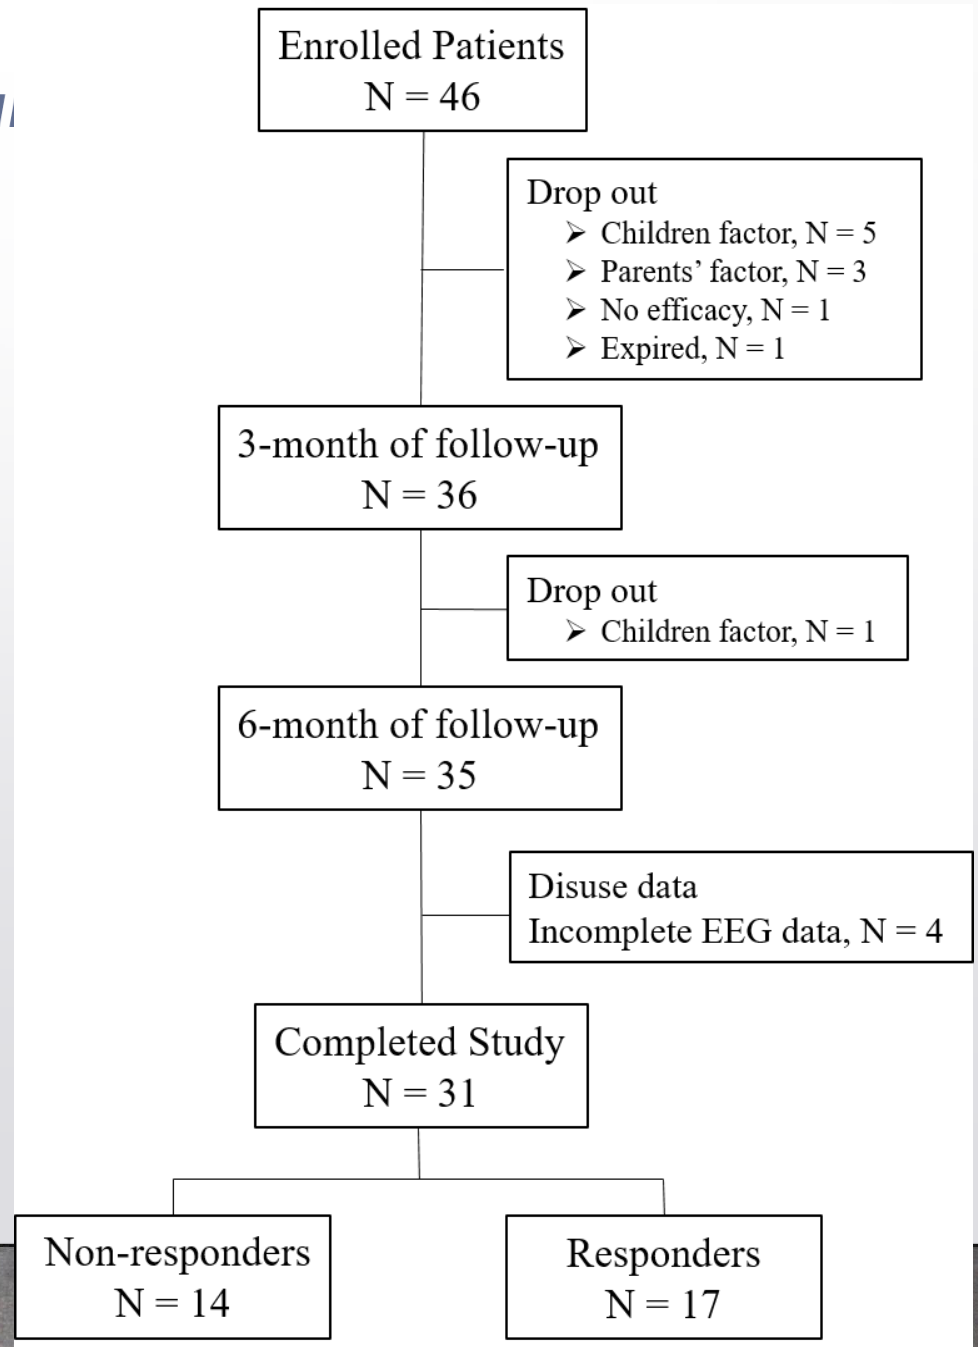 Enrolled Patients
N = 46
Drop out
➢ Children factor, N = 5
➢ Parents’ factor, N = 3
➢ No efficacy, N = 1
➢ Expired, N = 1
3-month of follow-up
N = 36
Drop out
➢ Children factor, N = 1
6-month of follow-up
N = 35
Disuse data
Incomplete EEG data, N = 4
Completed Study
N = 31
Non-responders
N = 14
Responders
N = 17